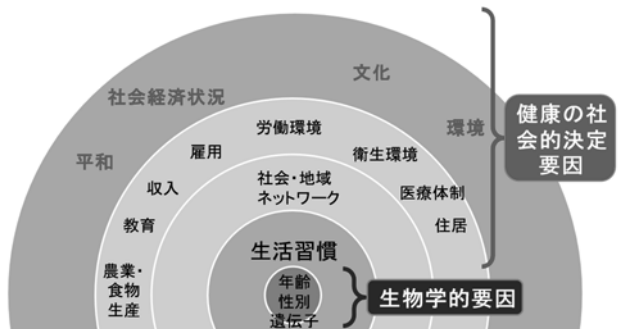 文化
社会経済状況
環境
平和
健康の社
会的決定
要因
労働環境
雇用
衛生環境
収入
医療体制
教育
住居
農業・
食物
生産
社会・地域
ネットワーク
生活習慣
年齢
性別
遺伝子
生物学的要因